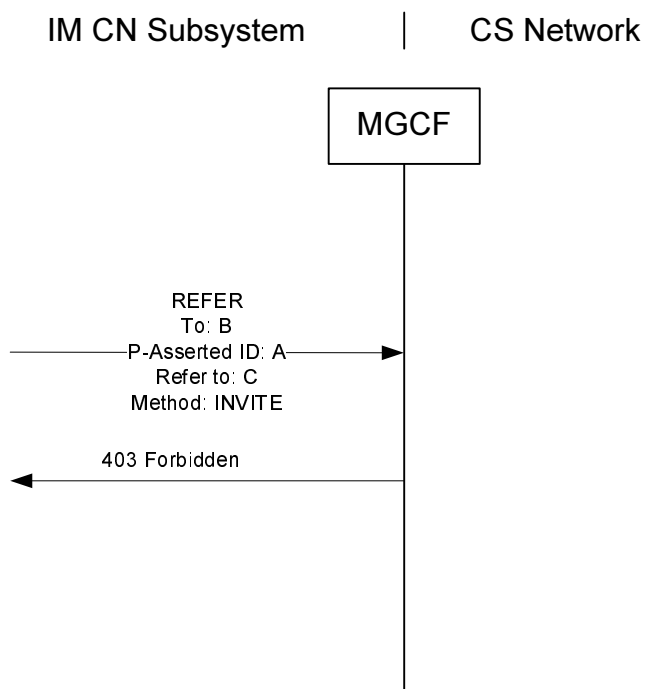 IM CN Subsystem | CS Network
MGCF
REFER
To: B
P-Asserted ID: A
Refer to: C
Method: INVITE
403 Forbidden